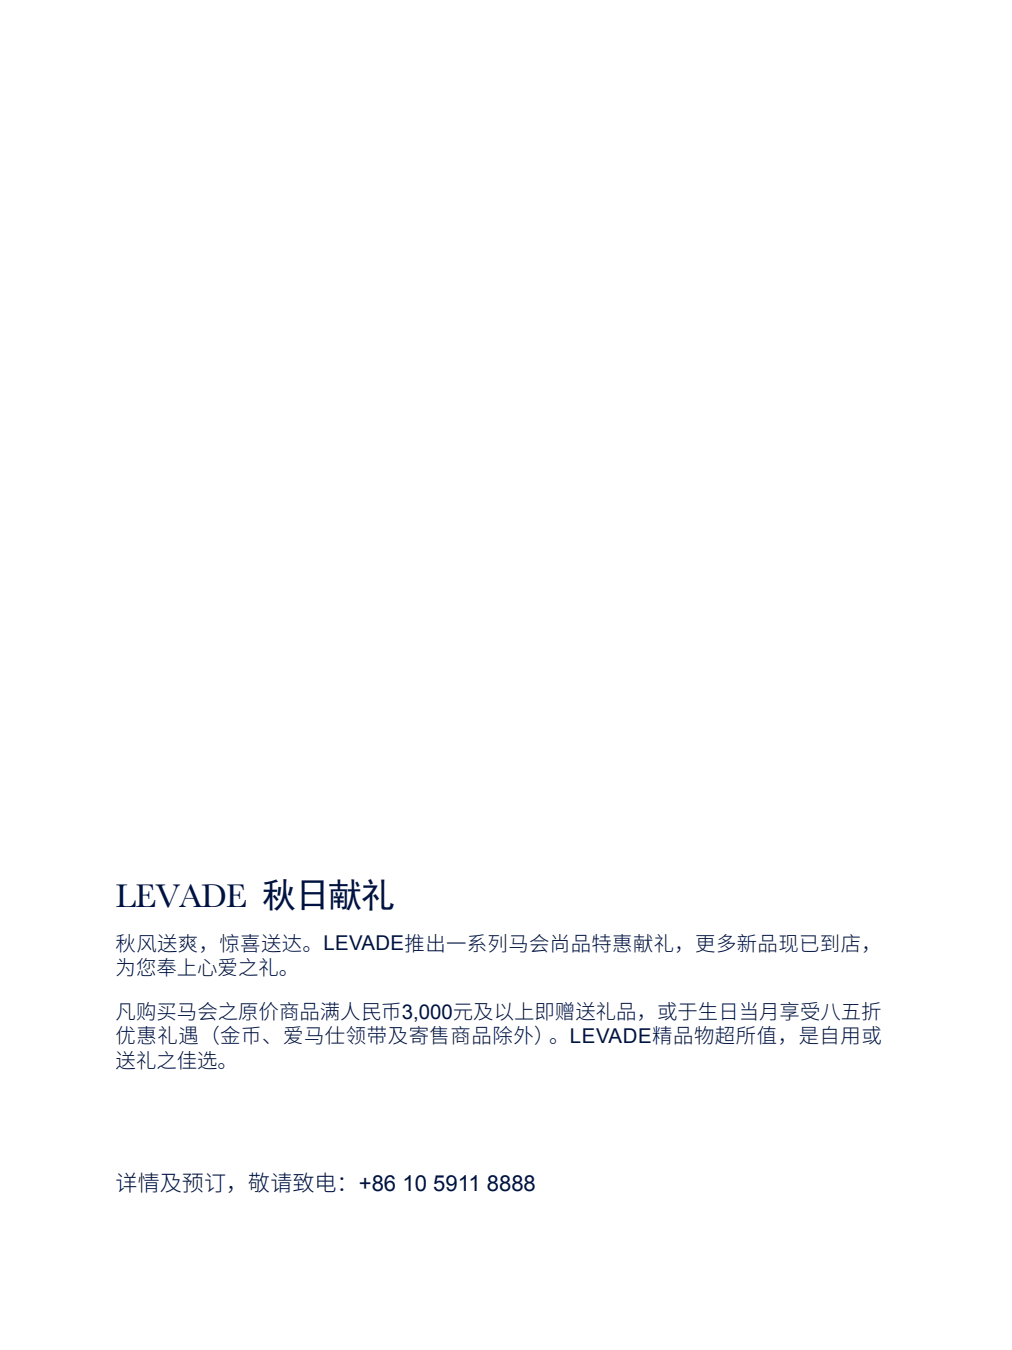 LEVADE 秋日献礼
秋风送爽，惊喜送达。LEVADE推出一系列马会尚品特惠献礼，更多新品现已到店，
为您奉上心爱之礼。
凡购买马会之原价商品满人民币3,000元及以上即赠送礼品，或于生日当月享受八五折
优惠礼遇（金币、爱马仕领带及寄售商品除外）。LEVADE精品物超所值，是自用或
送礼之佳选。
详情及预订，敬请致电：+86 10 5911 8888